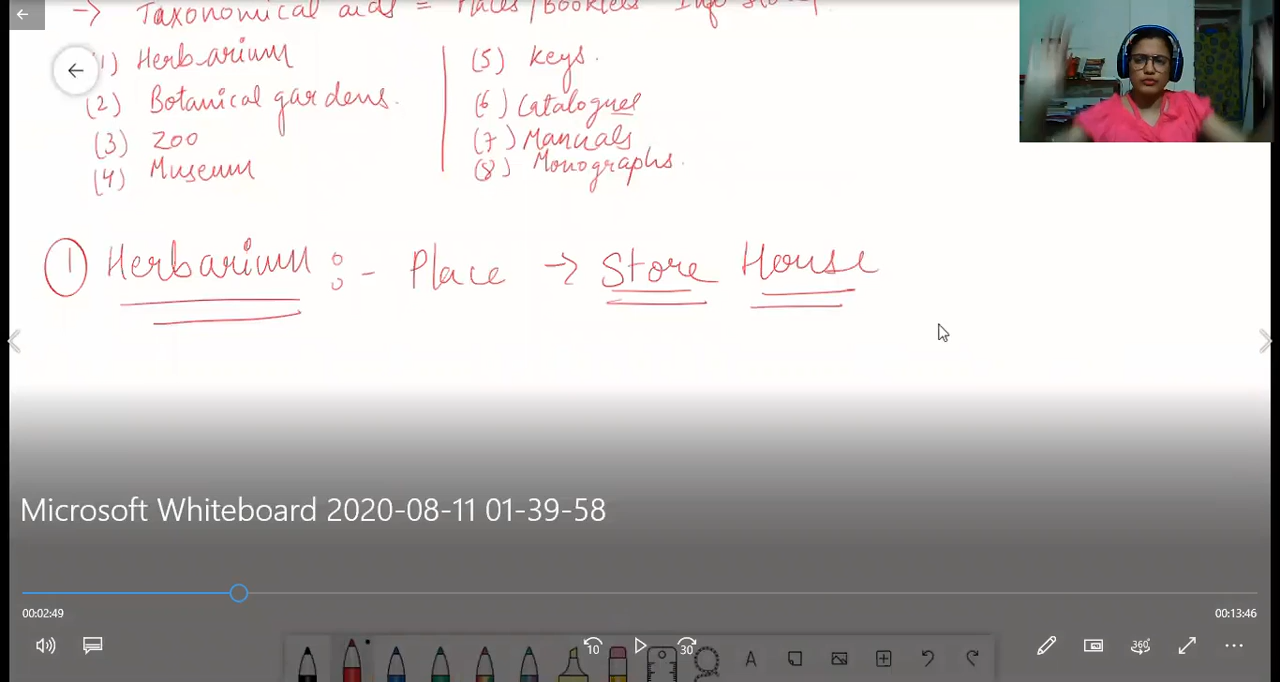 → Taxonomical aids = Places/Booklets Info store.
(1) Herbarium
(2) Botanical gardens.
(3) Zoo
(4) Museum
(5) Keys.
(6) Catalogues
(7) Manuals
(8) Monographs.
① Herbarium :- Place → Store House
Microsoft Whiteboard 2020-08-11 01-39-58
00:02:49
00:13:46
10
30
A